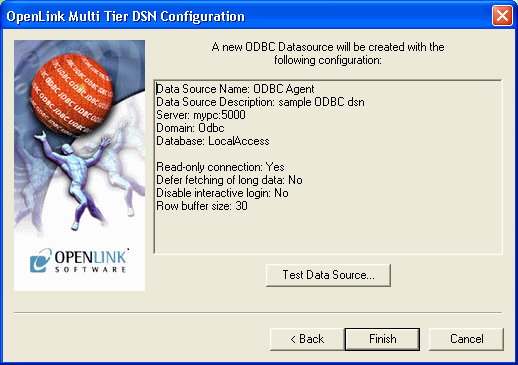 OpenLink Multi Tier DSN Configuration
A new ODBC Datasource will be created with the
following configuration:
Data Source Name: ODBC Agent
Data Source Description: sample ODBC dsn
Server: mypc:5000
Domain: Odbc
Database: LocalAccess
Read-only connection: Yes
Defer fetching of long data: No
Disable interactive login: No
Row buffer size: 30
OPENLINK
SOFTWARE
Test Data Source...
< Back
Finish
Cancel